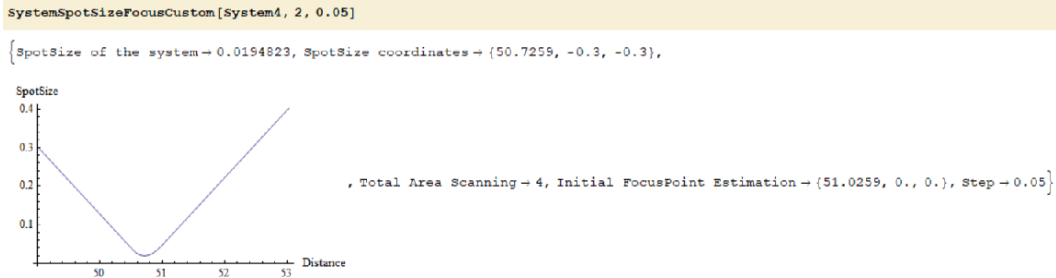 SystemSpotSizeFocusCustom[System4, 2, 0.05]
{SpotSize of the system → 0.0194823, SpotSize coordinates → {50.7259, -0.3, -0.3},
SpotSize
0.4
0.3
0.2
0.1
50 51 52 53 Distance
, Total Area Scanning → 4, Initial FocusPoint Estimation → {51.0259, 0., 0.}, Step → 0.05}